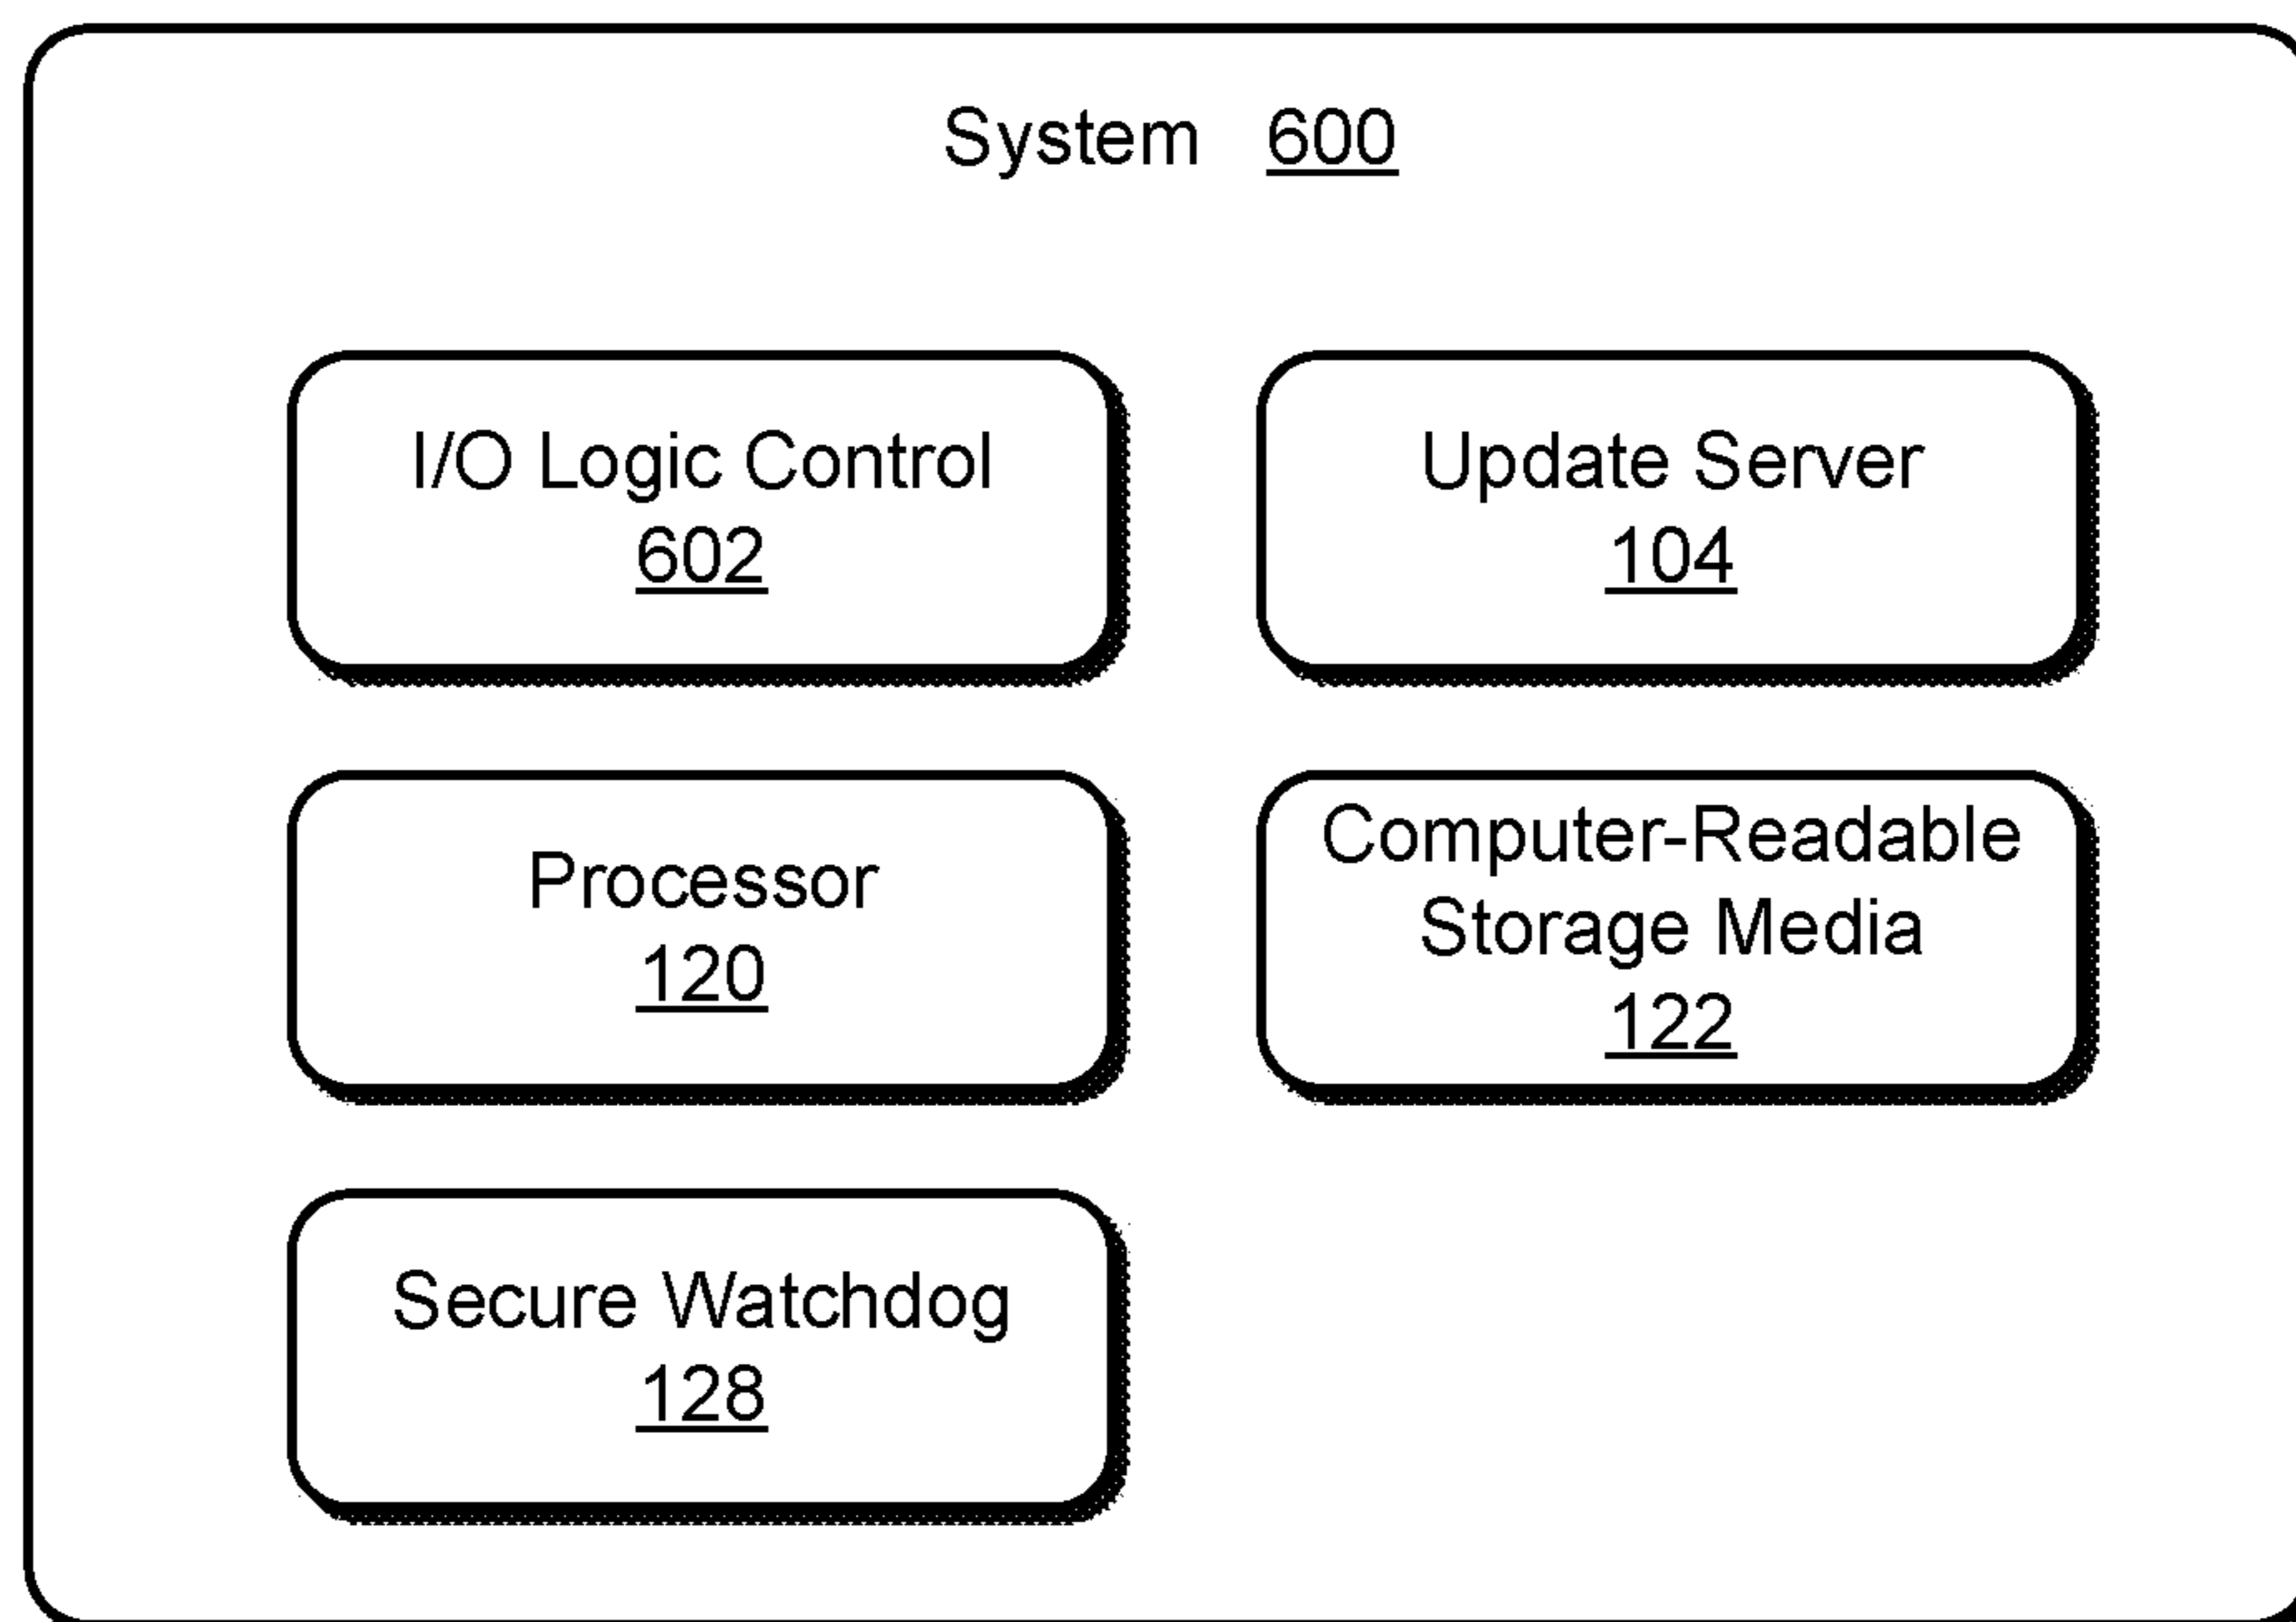 System 600
I/O Logic Control
602
Update Server
104
Processor
120
Computer-Readable
Storage Media
122
Secure Watchdog
128